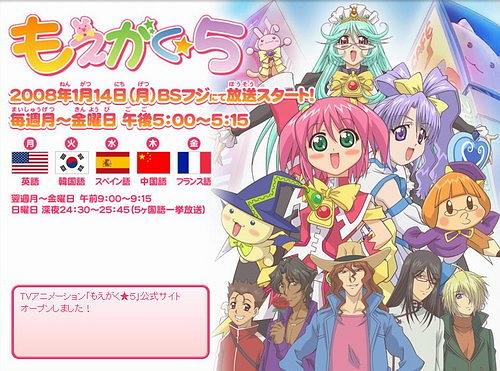 もえがく★5
2008年1月14日(月)BSフジにて放送スタート!
毎週月〜金曜日 午後5:00〜5:15
月 火 水 木 金
英語 韓国語 スペイン語 中国語 フランス語
翌週月〜金曜日 午前9:00〜9:15
日曜日 深夜24:30〜25:45(5ヶ国語一挙放送)
TVアニメーション「もえがく★5」公式サイト
オープンしました!